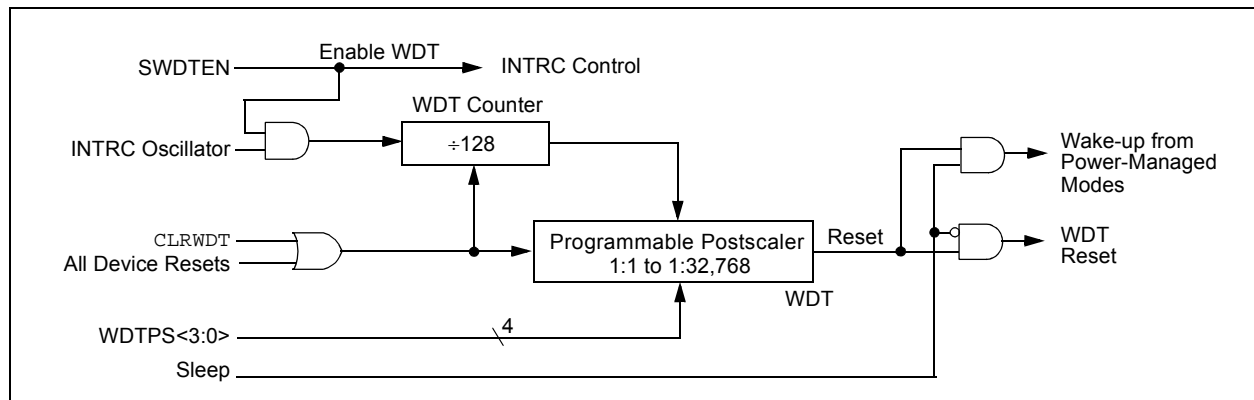 Enable WDT
SWDTEN
INTRC Control
WDT Counter
INTRC Oscillator
÷128
Wake-up from
Power-Managed
Modes
CLRWDT
All Device Resets
Programmable Postscaler
1:1 to 1:32,768
Reset
WDT
Reset
WDT
4
WDTPS<3:0>
Sleep